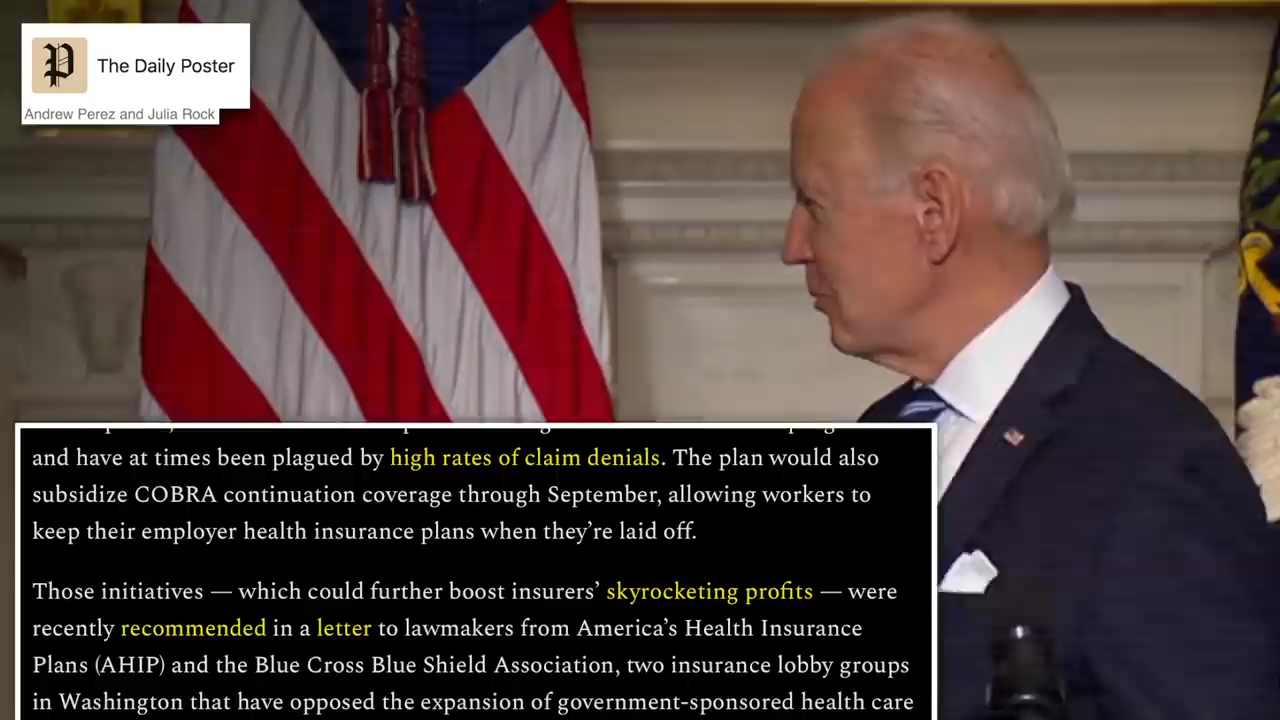 The Daily Poster
Andrew Perez and Julia Rock
and have at times been plagued by high rates of claim denials. The plan would also
subsidize COBRA continuation coverage through September, allowing workers to
keep their employer health insurance plans when they’re laid off.
Those initiatives — which could further boost insurers’ skyrocketing profits — were
recently recommended in a letter to lawmakers from America’s Health Insurance
Plans (AHIP) and the Blue Cross Blue Shield Association, two insurance lobby groups
in Washington that have opposed the expansion of government-sponsored health care